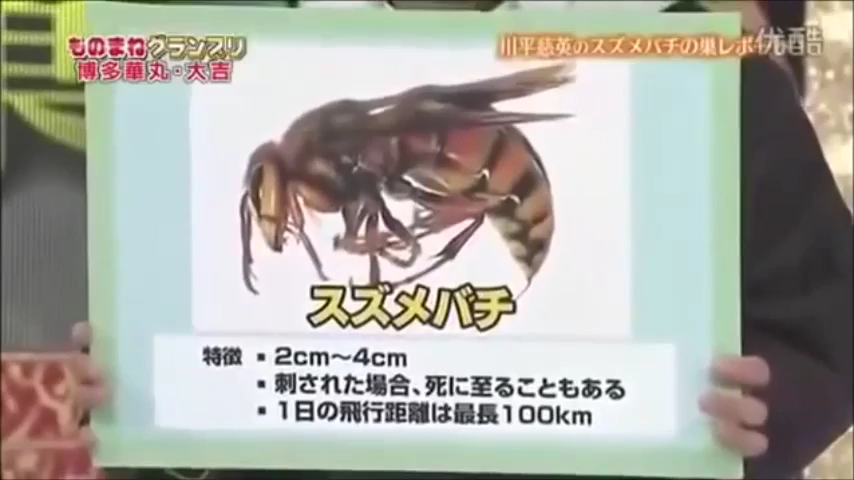 ものまねグランプリ
博多華丸・大吉
川平慈英のスズメバチの巣レポ
优酷
スズメバチ
特徴 ▪ 2cm〜4cm
▪ 刺された場合、死に至ることもある
▪ 1日の飛行距離は最長100km